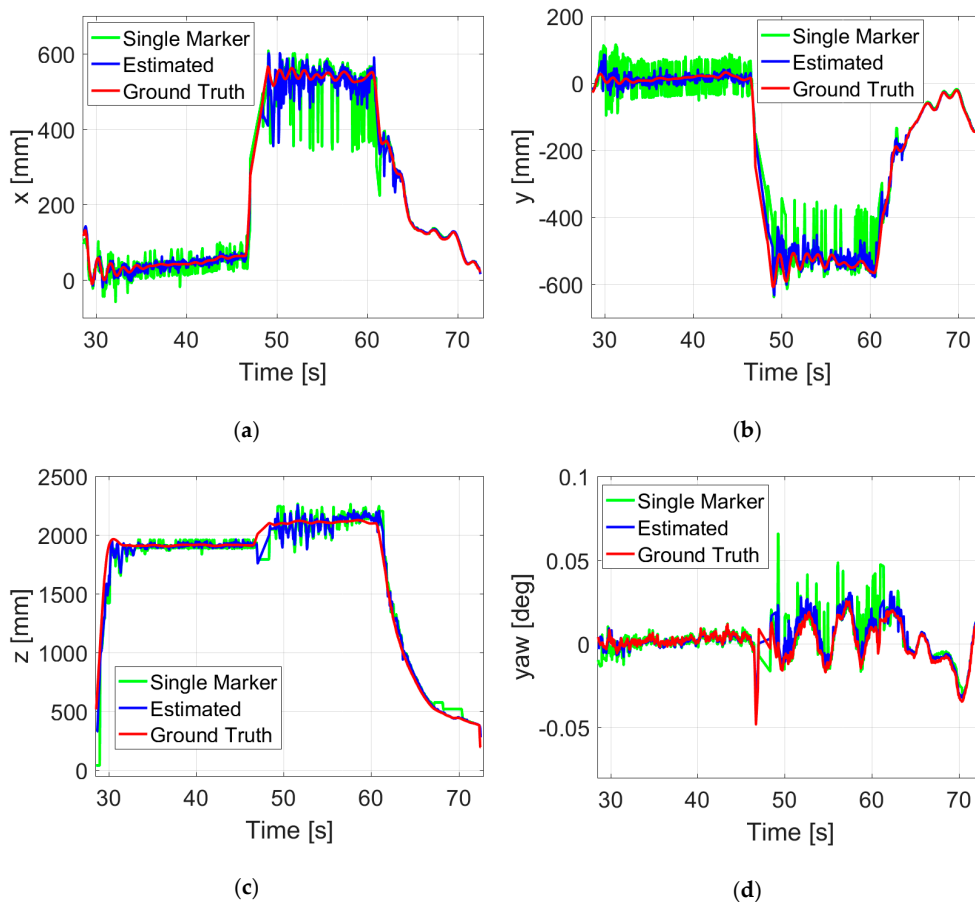 600
400
200
0
x [mm]
Single Marker
Estimated
Ground Truth
30 40 50 60 70
Time [s]
(a)
200
0
-200
-400
-600
y [mm]
Single Marker
Estimated
Ground Truth
30 40 50 60 70
Time [s]
(b)
2500
2000
1500
1000
500
0
z [mm]
Single Marker
Estimated
Ground Truth
30 40 50 60 70
Time [s]
(c)
0.1
0.05
0
-0.05
yaw [deg]
Single Marker
Estimated
Ground Truth
30 40 50 60 70
Time [s]
(d)